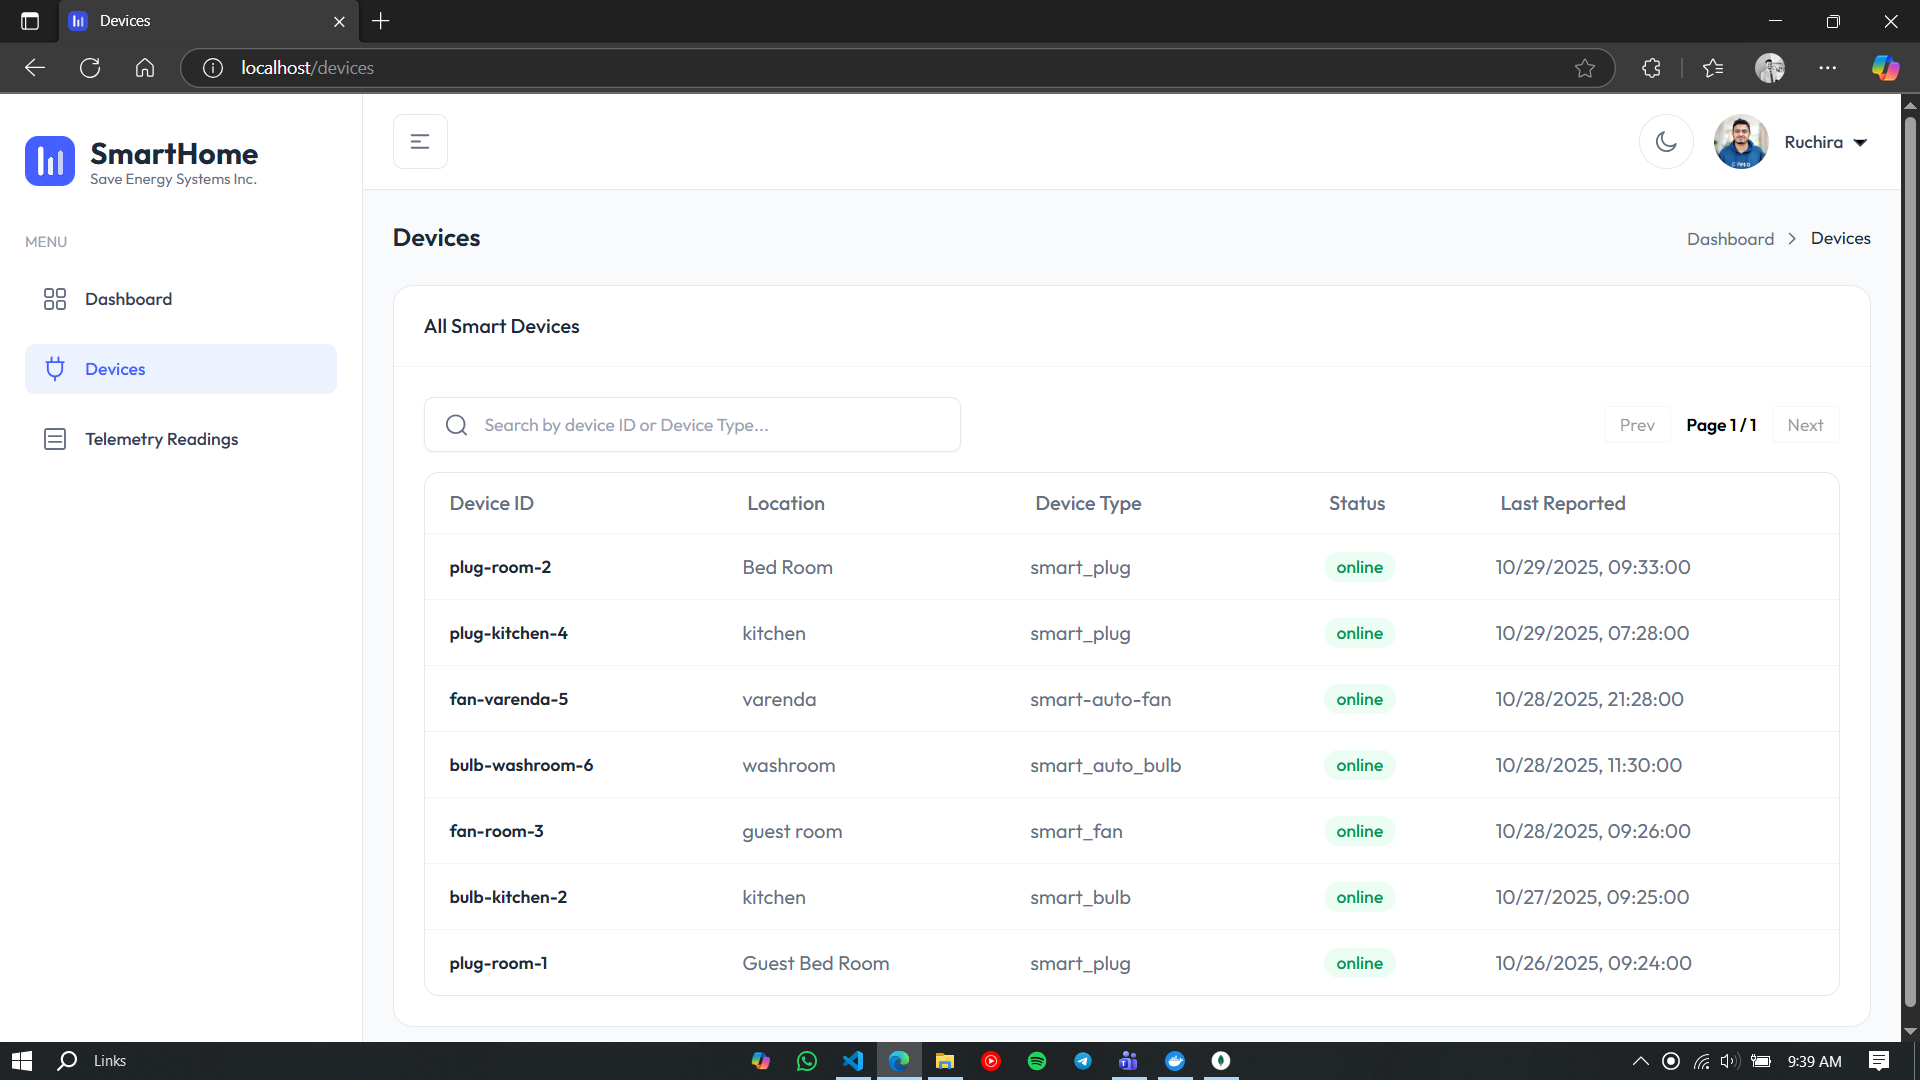 Devices
localhost/devices
SmartHome
Save Energy Systems Inc.
Ruchira
MENU
Dashboard
Devices
Telemetry Readings
Devices
Dashboard > Devices
All Smart Devices
Search by device ID or Device Type...
Prev Page 1 / 1 Next
Device ID Location Device Type Status Last Reported
plug-room-2 Bed Room smart_plug online 10/29/2025, 09:33:00
plug-kitchen-4 kitchen smart_plug online 10/29/2025, 07:28:00
fan-varenda-5 varenda smart-auto-fan online 10/28/2025, 21:28:00
bulb-washroom-6 washroom smart_auto_bulb online 10/28/2025, 11:30:00
fan-room-3 guest room smart_fan online 10/28/2025, 09:26:00
bulb-kitchen-2 kitchen smart_bulb online 10/27/2025, 09:25:00
plug-room-1 Guest Bed Room smart_plug online 10/26/2025, 09:24:00
Links
9:39 AM